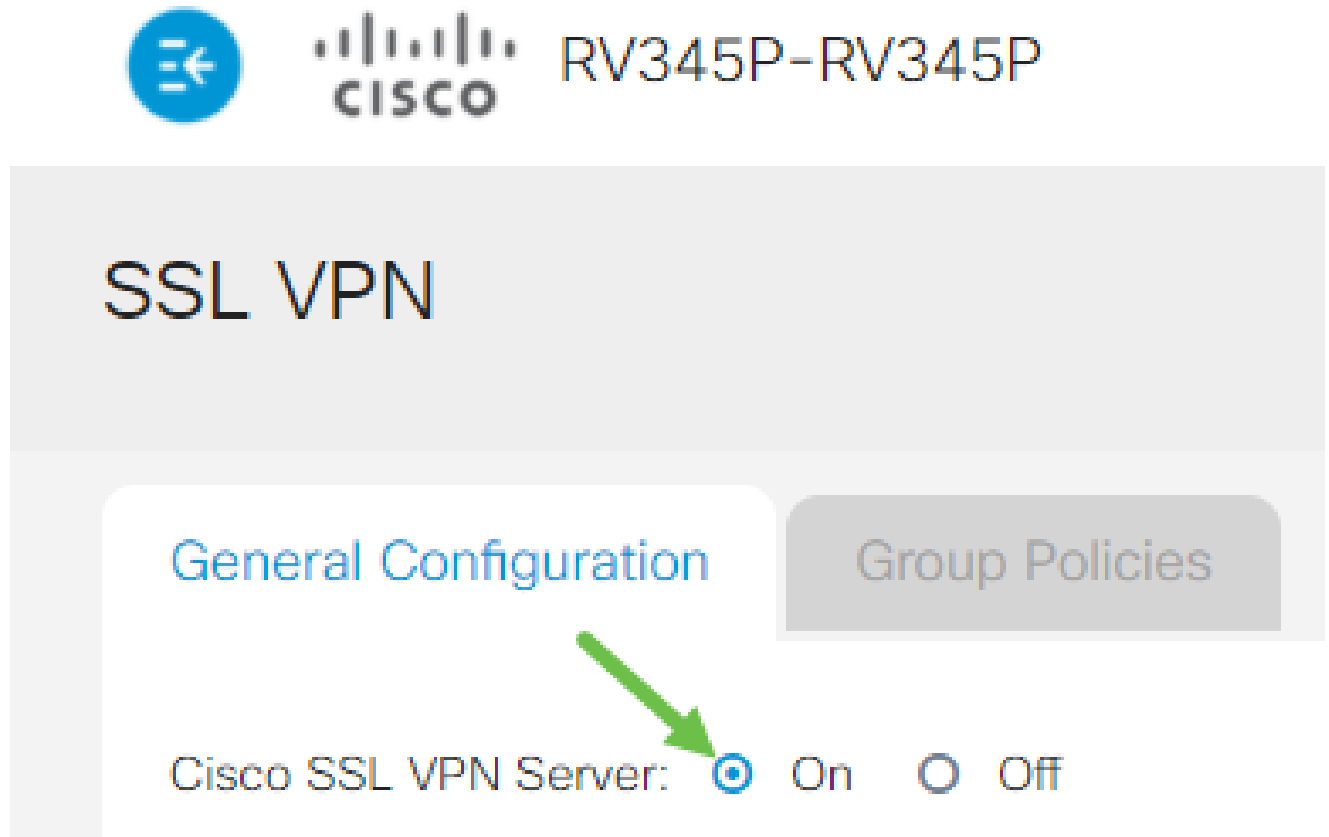 CISCO RV345P-RV345P
SSL VPN
General Configuration Group Policies
Cisco SSL VPN Server: On Off